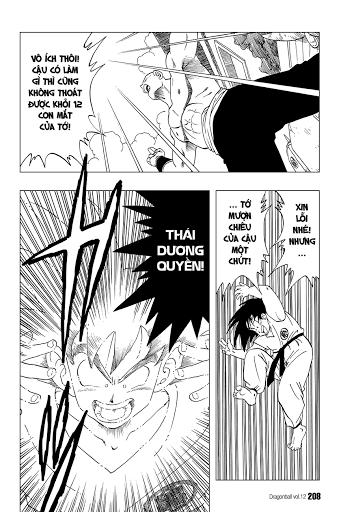 VÔ ÍCH THÔI!
CẬU CÓ LÀM
GÌ THÌ CŨNG
KHÔNG THOÁT
ĐƯỢC KHỎI 12
CON MẮT
CỦA TỚ!
XIN
LỖI
NHÉ!
NHƯNG
...
... TỚ
MƯỢN
CHIÊU
CỦA CẬU
MỘT
CHÚT!
THÁI
DƯƠNG
QUYỀN!
Dragonball vol.12 208